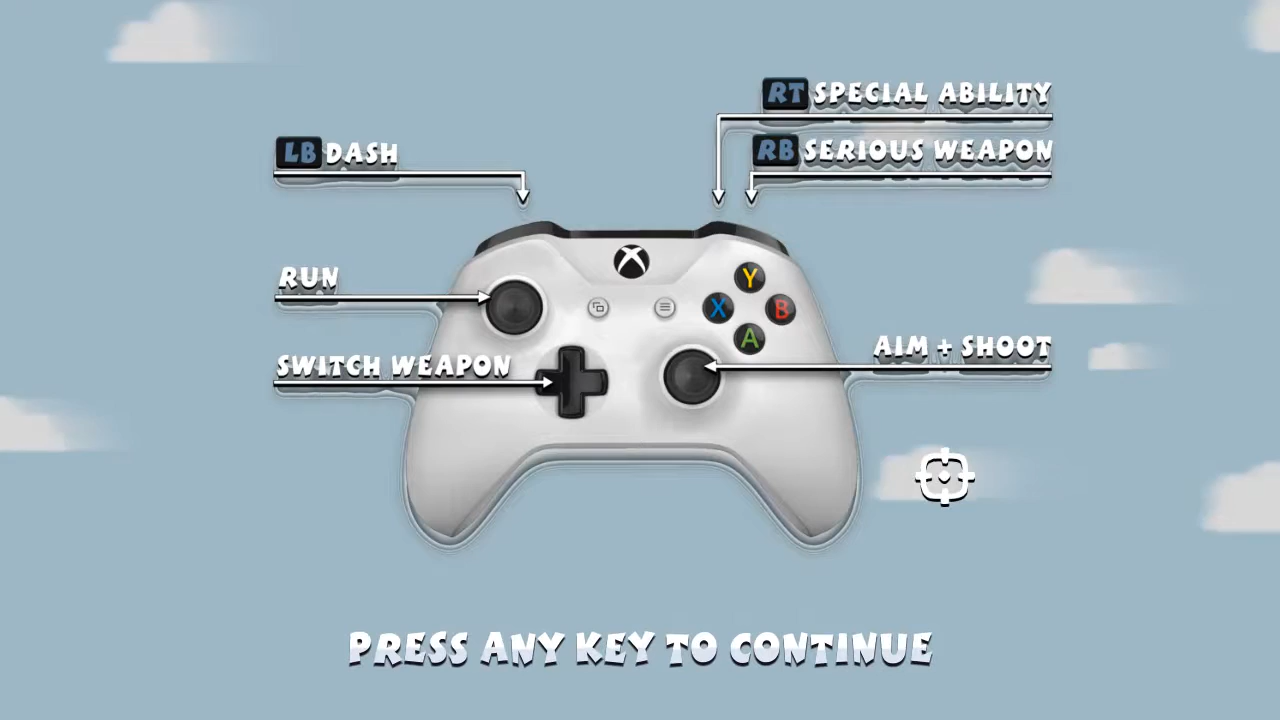 RT SPECIAL ABILITY
LB DASH
RB SERIOUS WEAPON
RUN
Y
X B
A
SWITCH WEAPON
AIM + SHOOT
PRESS ANY KEY TO CONTINUE